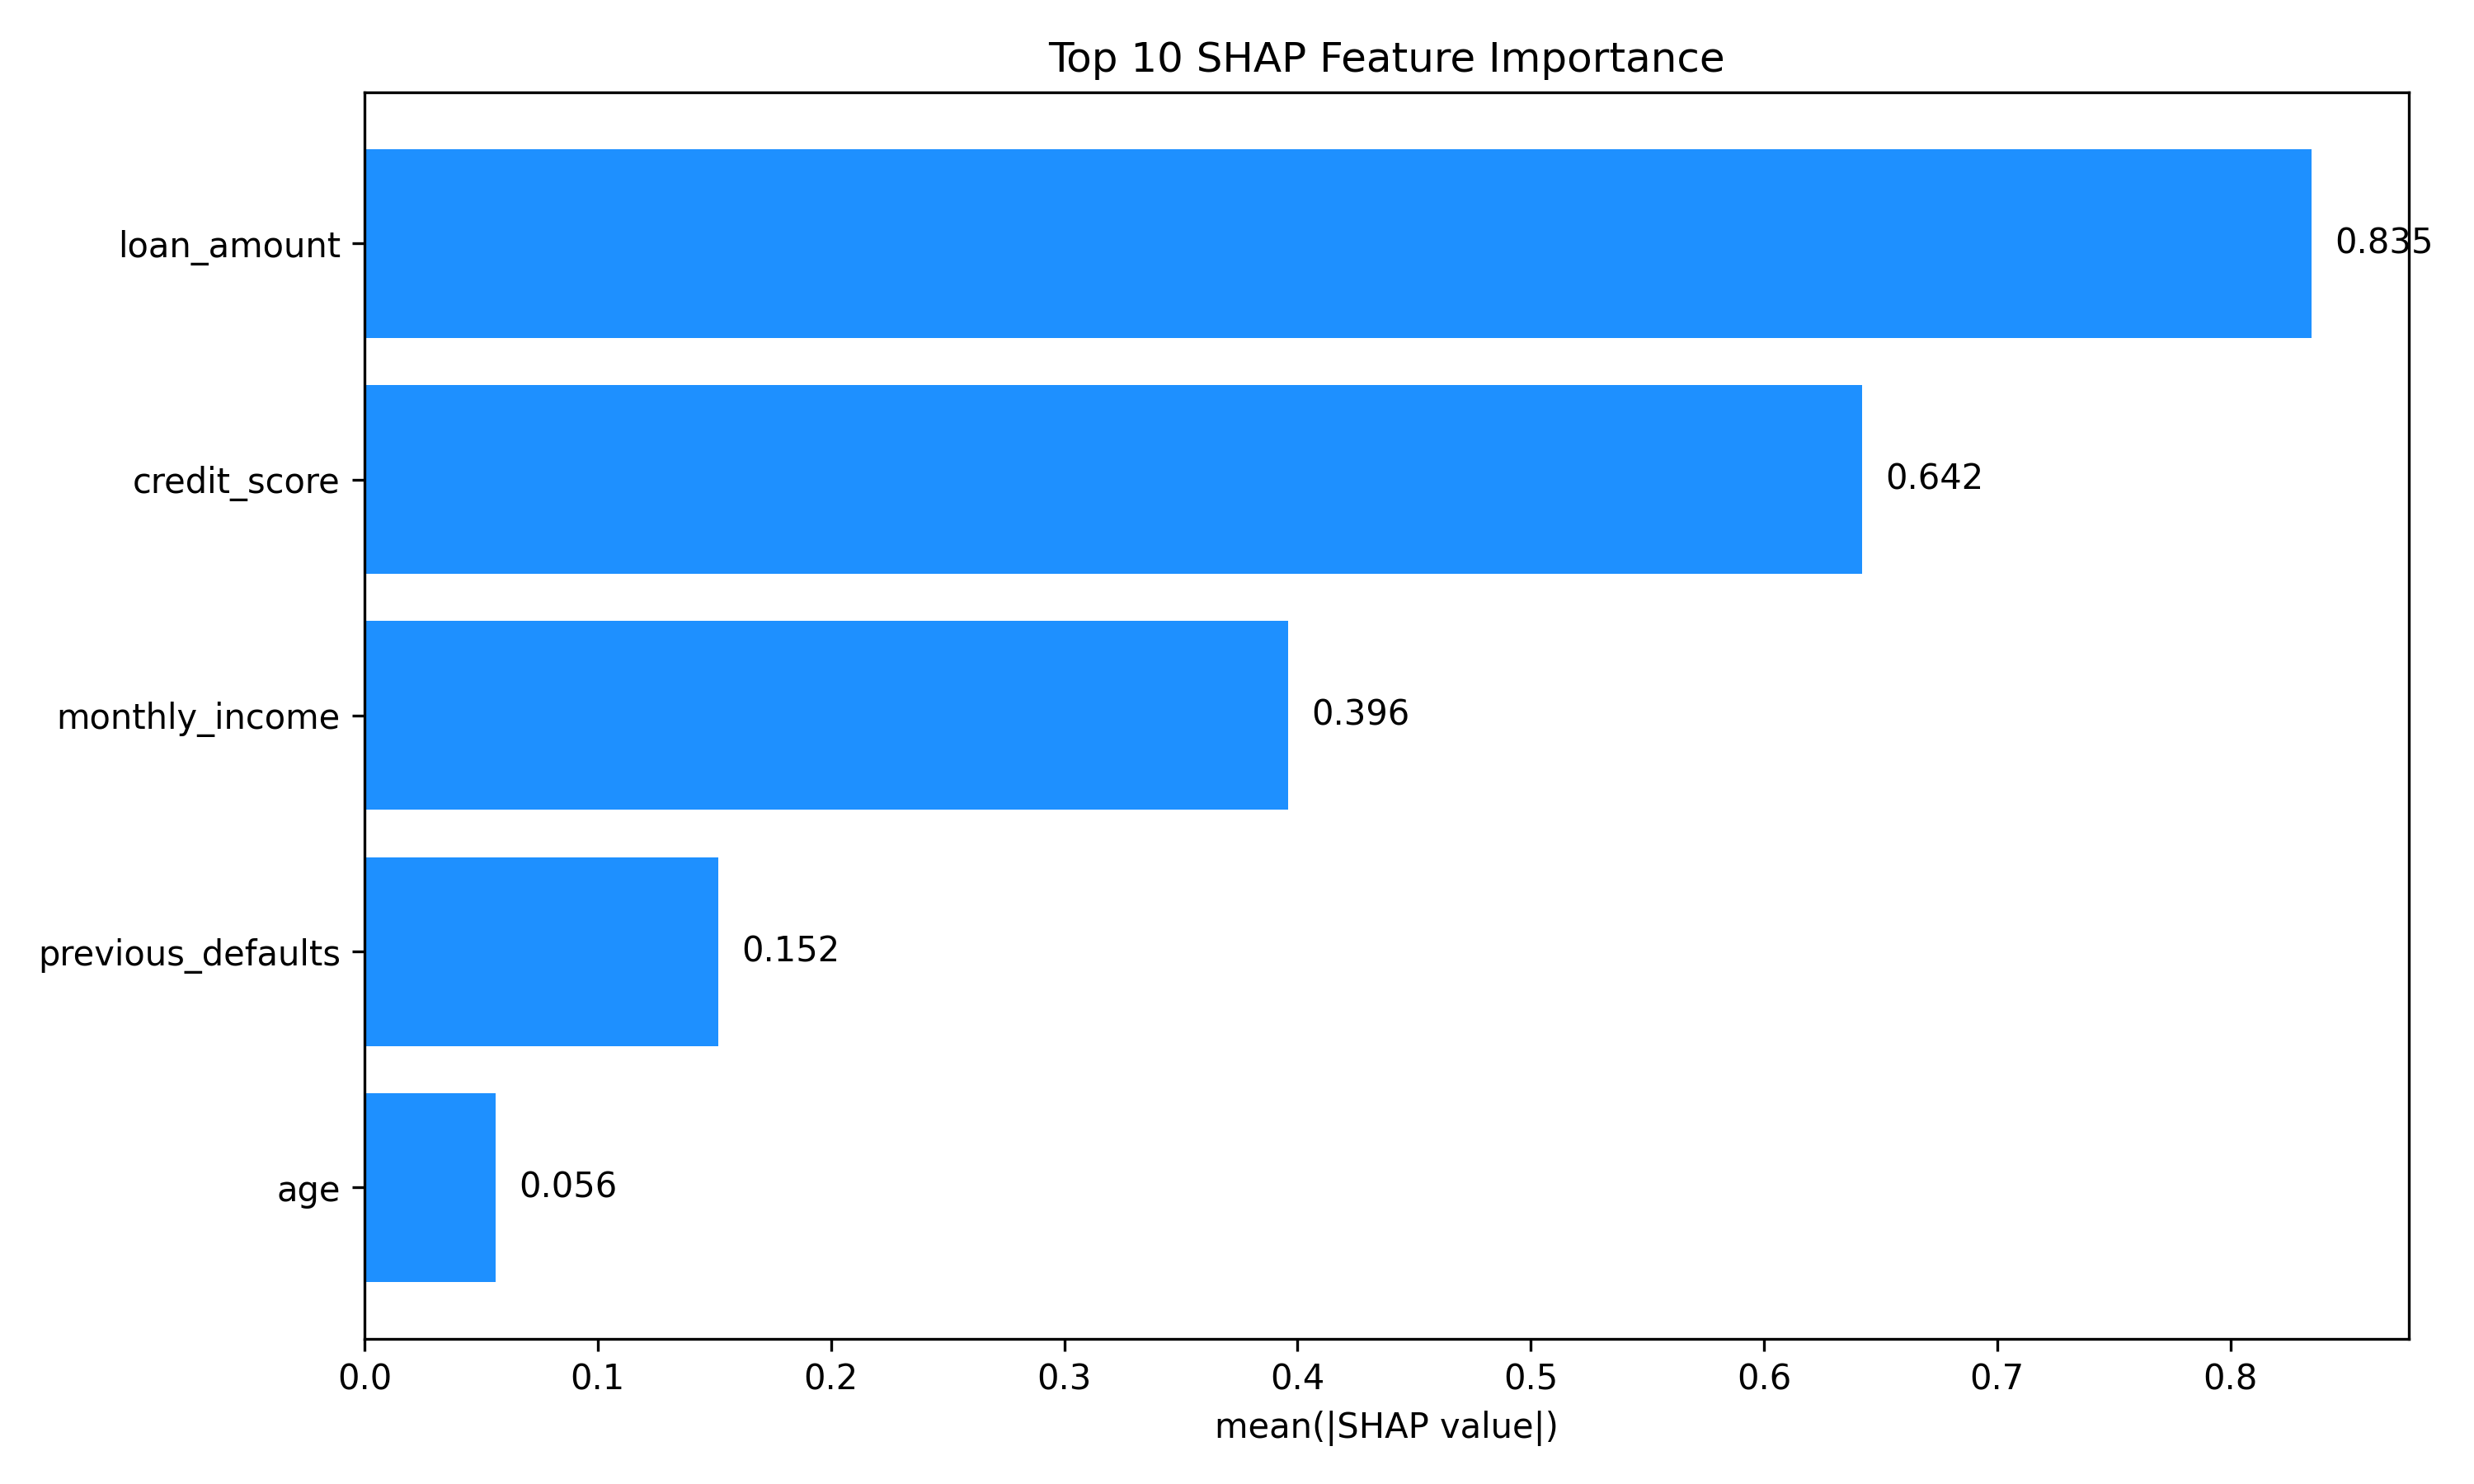 Top 10 SHAP Feature Importance
loan_amount 0.835
credit_score 0.642
monthly_income 0.396
previous_defaults 0.152
age 0.056
0.0 0.1 0.2 0.3 0.4 0.5 0.6 0.7 0.8
mean(|SHAP value|)